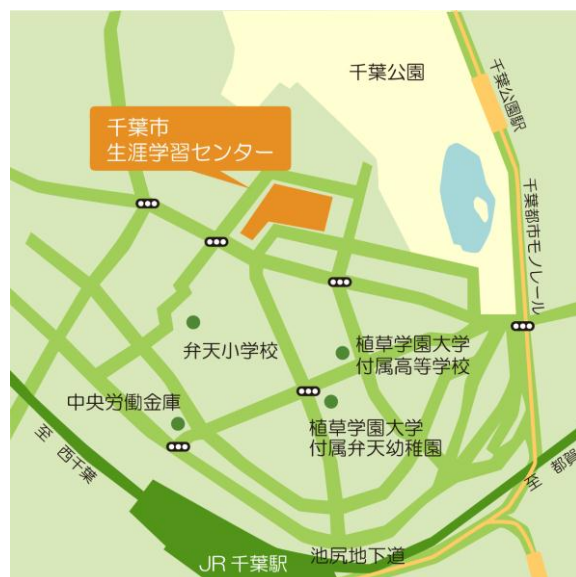 千葉公園
千葉公園駅
千葉市
生涯学習センター
千葉都市モノレール
弁天小学校
植草学園大学
付属高等学校
中央労働金庫
植草学園大学
付属弁天幼稚園
至 西千葉
至 都賀
JR千葉駅
池尻地下道